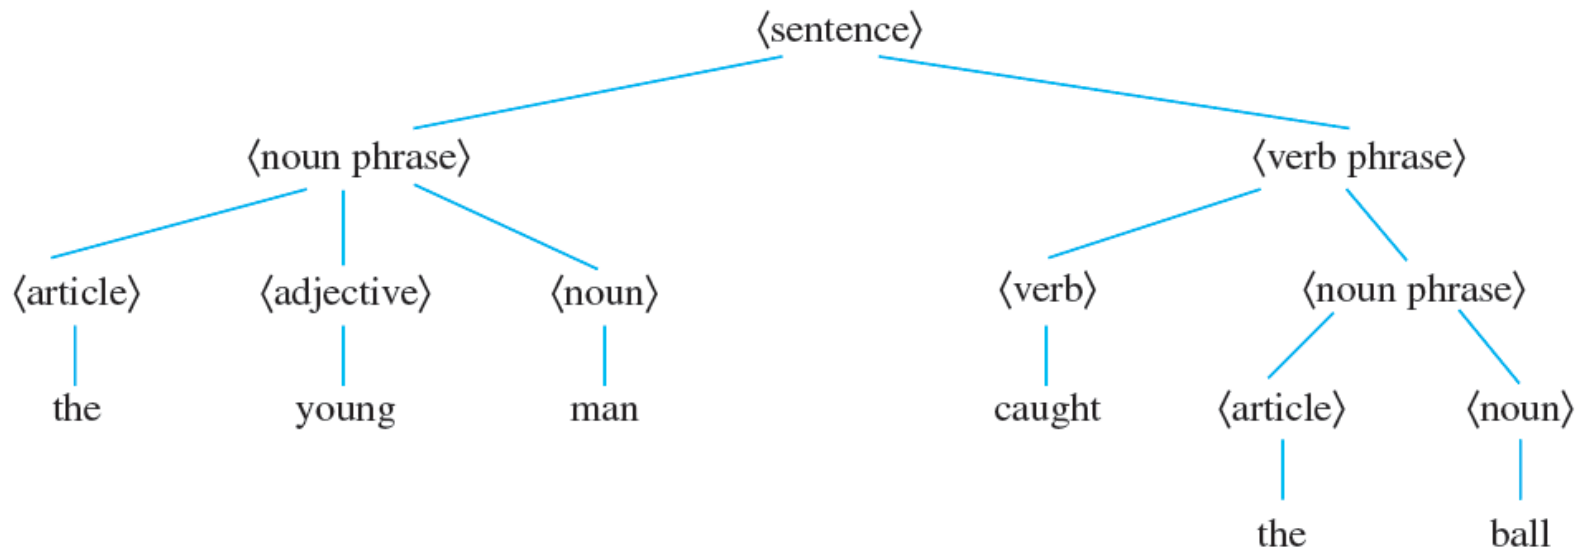 ⟨sentence⟩
⟨noun phrase⟩ ⟨verb phrase⟩
⟨article⟩ ⟨adjective⟩ ⟨noun⟩ ⟨verb⟩ ⟨noun phrase⟩
the young man caught ⟨article⟩ ⟨noun⟩
the ball